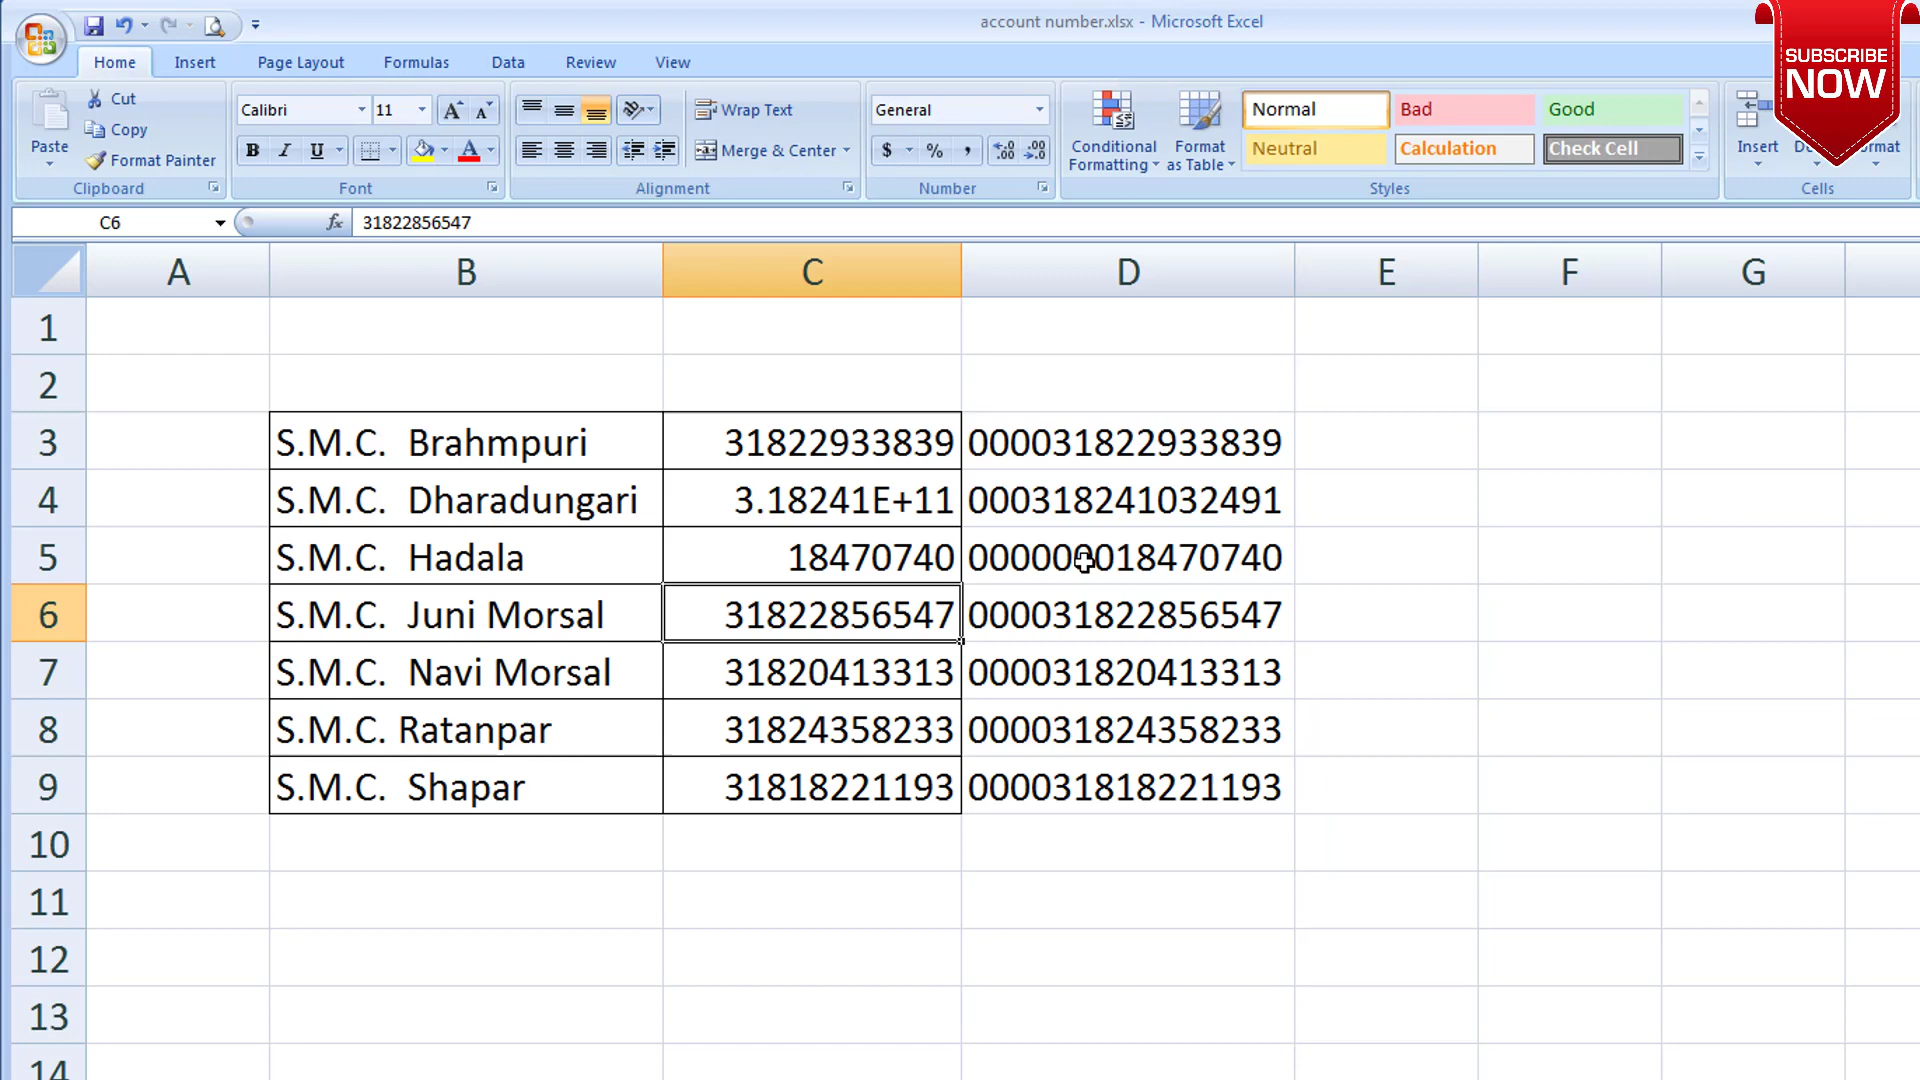 account number.xlsx - Microsoft Excel
SUBSCRIBE
NOW
Home Insert Page Layout Formulas Data Review View
Paste
Cut
Copy
Format Painter
Clipboard
Calibri 11
B I U A
Font
Wrap Text
Merge & Center
Alignment
General
$ % ,
Number
Conditional
Formatting
Format
as Table
Normal Bad Good
Neutral Calculation Check Cell
Styles
Insert
Cells
C6 fx 31822856547
A B C D E F G
1
2
3 S.M.C. Brahmpuri 31822933839 000031822933839
4 S.M.C. Dharadungari 3.18241E+11 000318241032491
5 S.M.C. Hadala 18470740 000000018470740
6 S.M.C. Juni Morsal 31822856547 000031822856547
7 S.M.C. Navi Morsal 31820413313 000031820413313
8 S.M.C. Ratanpar 31824358233 000031824358233
9 S.M.C. Shapar 31818221193 000031818221193
10
11
12
13
14